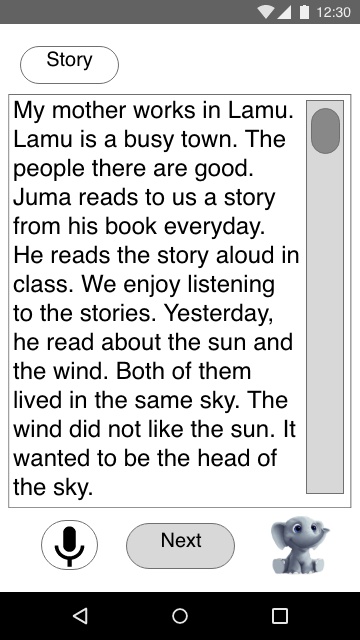 12:30
Story
My mother works in Lamu.
Lamu is a busy town. The
people there are good.
Juma reads to us a story
from his book everyday.
He reads the story aloud in
class. We enjoy listening
to the stories. Yesterday,
he read about the sun and
the wind. Both of them
lived in the same sky. The
wind did not like the sun. It
wanted to be the head of
the sky.
Next